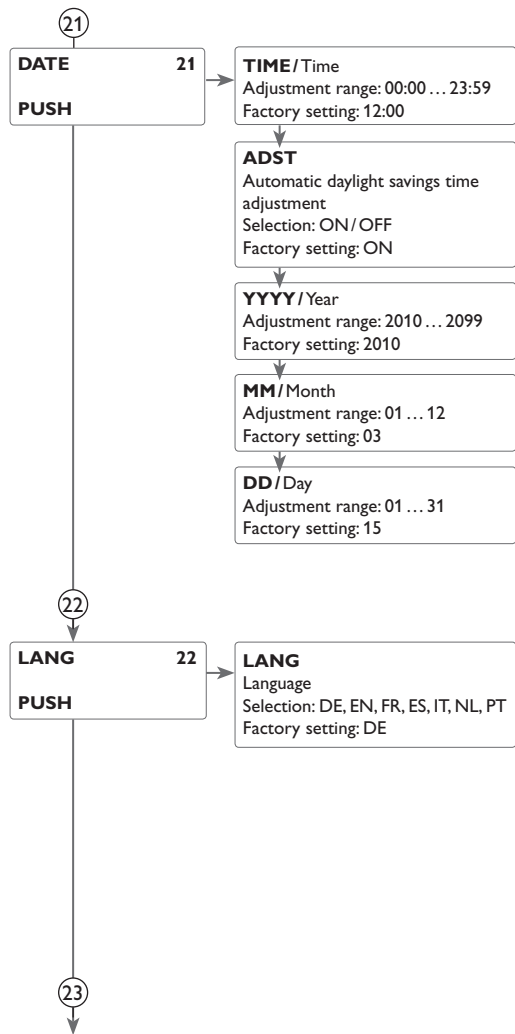 21
DATE 21
PUSH
TIME/Time
Adjustment range: 00:00 … 23:59
Factory setting: 12:00
ADST
Automatic daylight savings time
adjustment
Selection: ON/OFF
Factory setting: ON
YYYY/Year
Adjustment range: 2010 … 2099
Factory setting: 2010
MM/Month
Adjustment range: 01 … 12
Factory setting: 03
DD/Day
Adjustment range: 01 … 31
Factory setting: 15
22
LANG 22
PUSH
LANG
Language
Selection: DE, EN, FR, ES, IT, NL, PT
Factory setting: DE
23